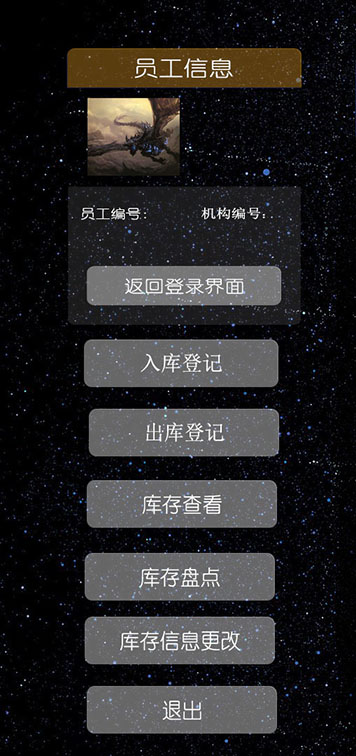 员工信息
员工编号: 机构编号:
返回登录界面
入库登记
出库登记
库存查看
库存盘点
库存信息更改
退出